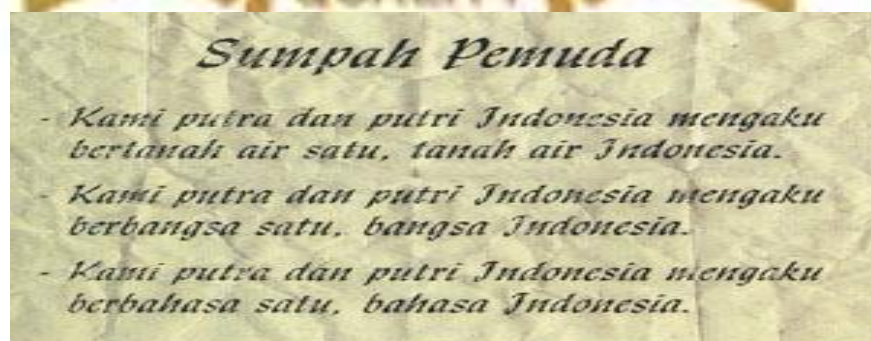 Sumpah Pemuda
- Kami putra dan putri Indonesia mengaku
bertanah air satu, tanah air Indonesia.
- Kami putra dan putri Indonesia mengaku
berbangsa satu, bangsa Indonesia.
- Kami putra dan putri Indonesia mengaku
berbahasa satu, bahasa Indonesia.